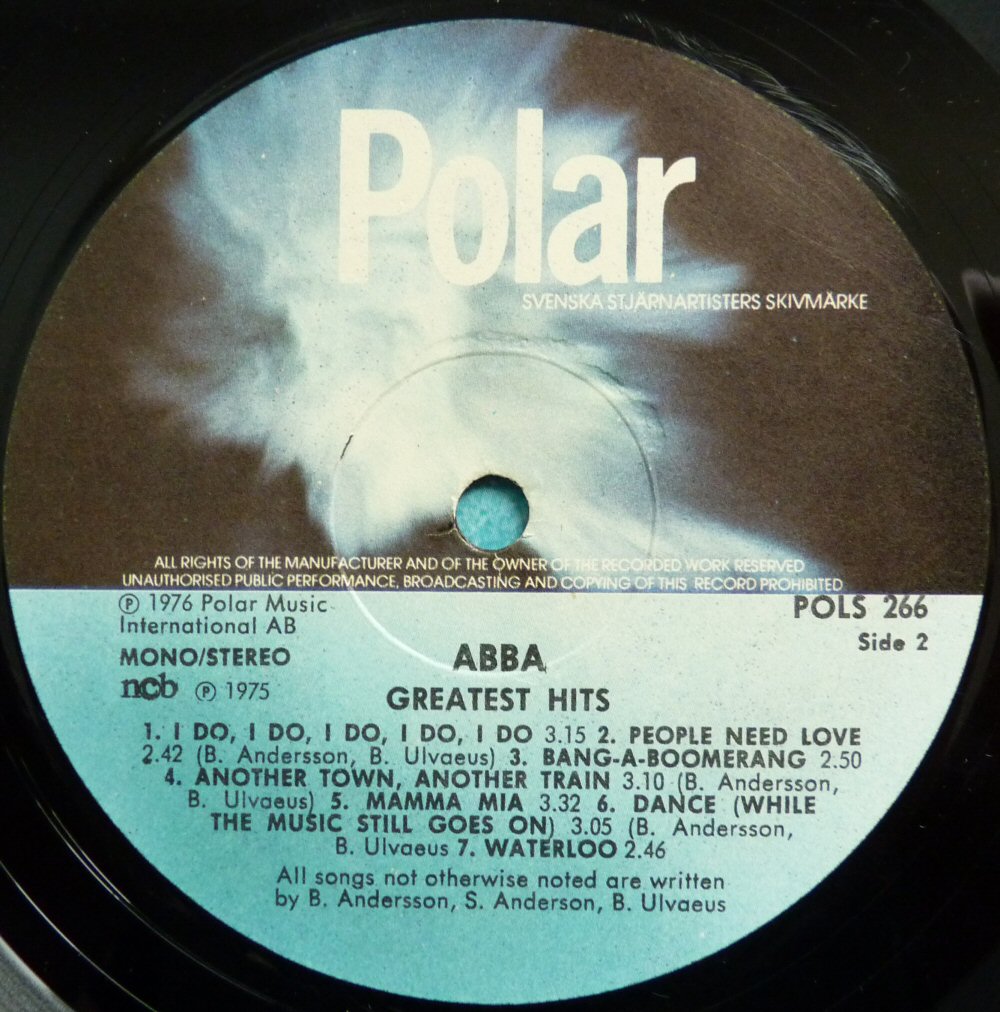 Polar
SVENSKA STJÄRNARTISTERS SKIVMÄRKE
ALL RIGHTS OF THE MANUFACTURER AND OF THE OWNER OF THE RECORDED WORK RESERVED
UNAUTHORISED PUBLIC PERFORMANCE, BROADCASTING AND COPYING OF THIS RECORD PROHIBITED
Ⓟ 1976 Polar Music
International AB
POLS 266
Side 2
MONO/STEREO
ncb Ⓟ 1975
ABBA
GREATEST HITS
1. I DO, I DO, I DO, I DO, I DO 3.15 2. PEOPLE NEED LOVE
2.42 (B. Andersson, B. Ulvaeus) 3. BANG-A-BOOMERANG 2.50
4. ANOTHER TOWN, ANOTHER TRAIN 3.10 (B. Andersson,
B. Ulvaeus) 5. MAMMA MIA 3.32 6. DANCE (WHILE
THE MUSIC STILL GOES ON) 3.05 (B. Andersson,
B. Ulvaeus 7. WATERLOO 2.46
All songs not otherwise noted are written
by B. Andersson, S. Anderson, B. Ulvaeus